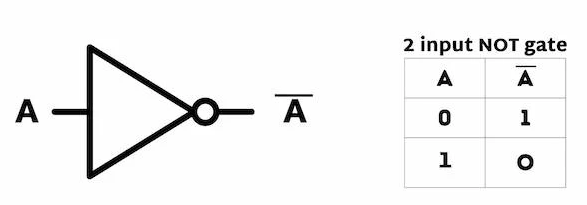 2 input NOT gate
A A̅
A A̅
0 1
1 0